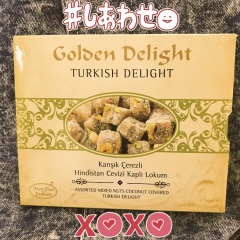 #しあわせ
Golden Delight
TURKISH DELIGHT
Karışık Çerezli
Hindistan Cevizi Kaplı Lokum
ASSORTED MIXED NUTS COCONUT COVERED
TURKISH DELIGHT
XOXO